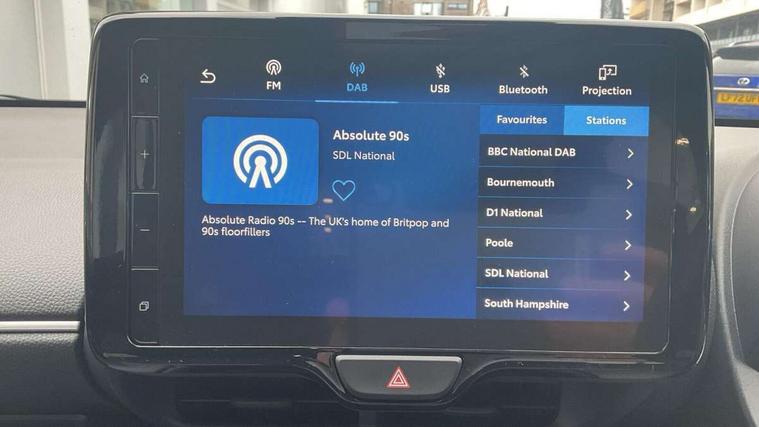 FM
DAB
USB
Bluetooth
Projection
Absolute 90s
SDL National
Absolute Radio 90s -- The UK's home of Britpop and
90s floorfillers
Favourites
Stations
BBC National DAB
Bournemouth
D1 National
Poole
SDL National
South Hampshire